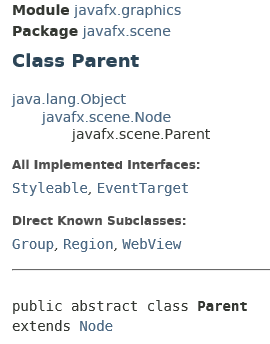 Module javafx.graphics
Package javafx.scene
Class Parent
java.lang.Object
javafx.scene.Node
javafx.scene.Parent
All Implemented Interfaces:
Styleable, EventTarget
Direct Known Subclasses:
Group, Region, WebView
public abstract class Parent
extends Node